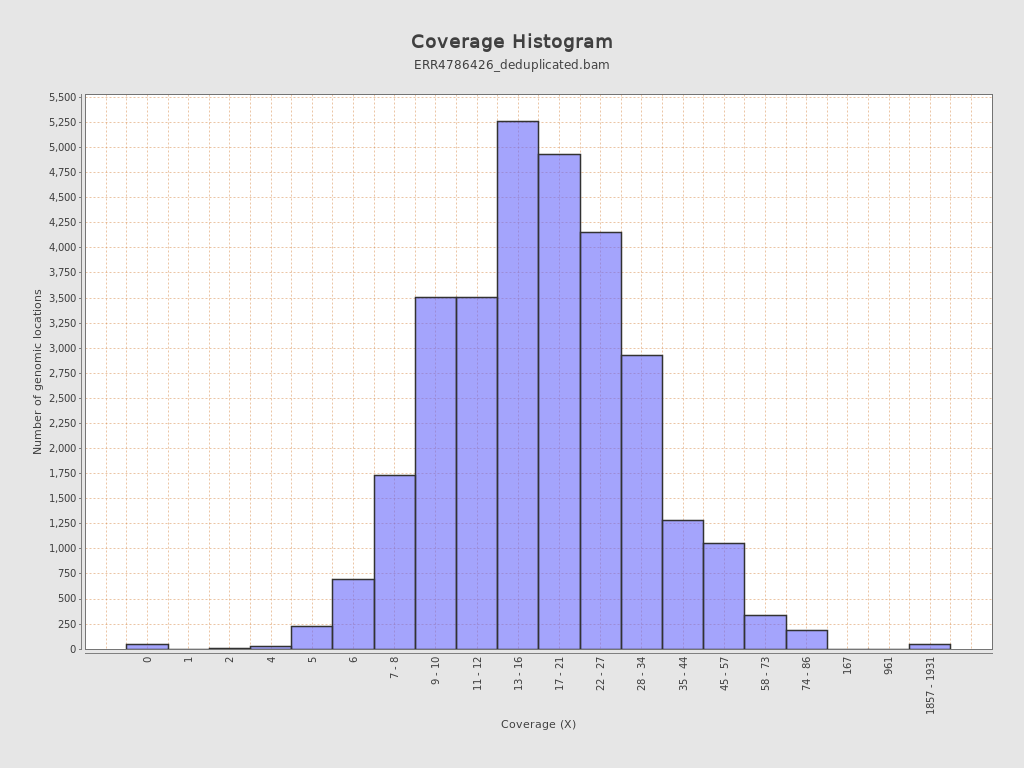 Coverage Histogram
ERR4786426_deduplicated.bam
Number of genomic locations
5,500
5,250
5,000
4,750
4,500
4,250
4,000
3,750
3,500
3,250
3,000
2,750
2,500
2,250
2,000
1,750
1,500
1,250
1,000
750
500
250
0
0
1
2
4
5
6
7 - 8
9 - 10
11 - 12
13 - 16
17 - 21
22 - 27
28 - 34
35 - 44
45 - 57
58 - 73
74 - 86
167
961
1857 - 1931
Coverage (X)